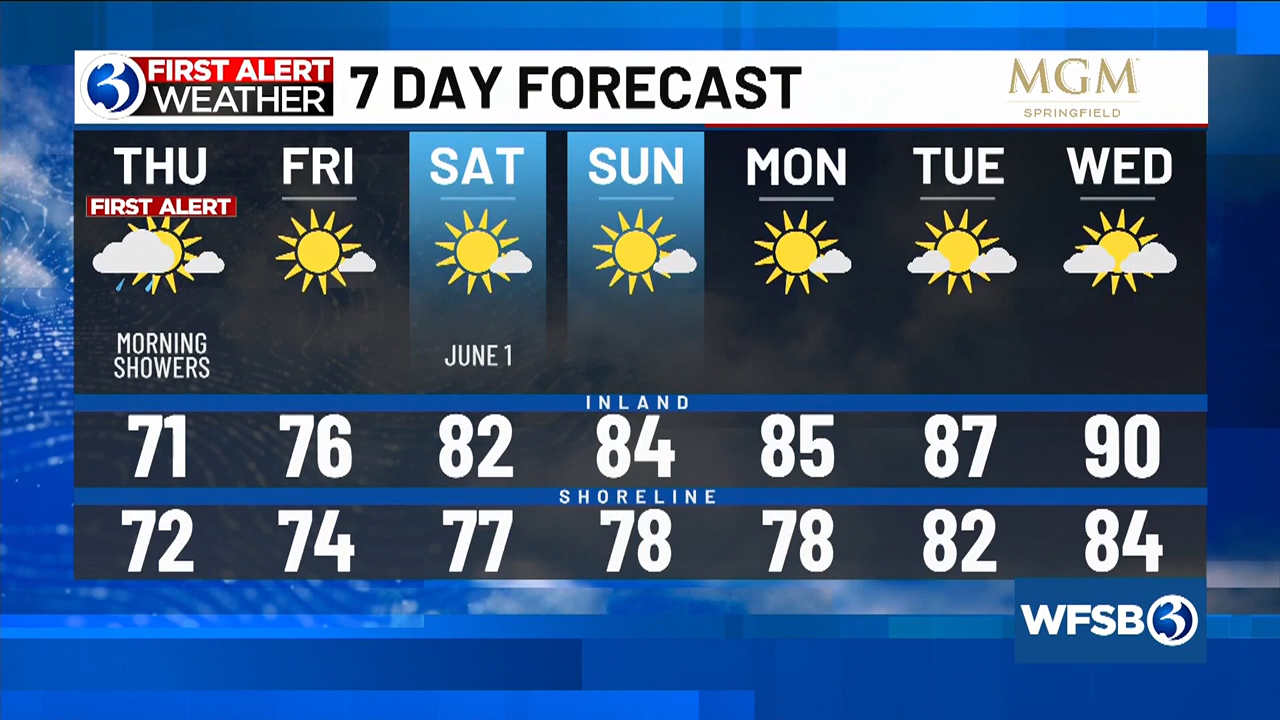 3 FIRST ALERT WEATHER
7 DAY FORECAST
MGM
SPRINGFIELD
THU FRI SAT SUN MON TUE WED
FIRST ALERT
MORNING
SHOWERS
JUNE 1
INLAND
71 76 82 84 85 87 90
SHORELINE
72 74 77 78 78 82 84
WFSB 3